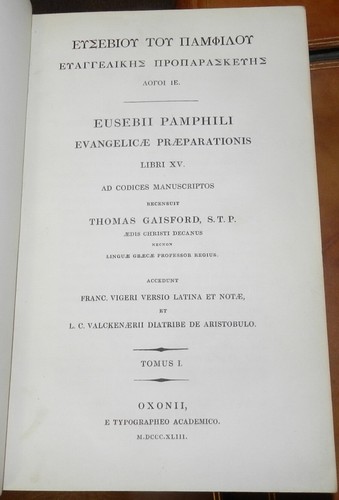 ΕΥΣΕΒΙΟΥ ΤΟΥ ΠΑΜΦΙΛΟΥ
ΕΥΑΓΓΕΛΙΚΗΣ ΠΡΟΠΑΡΑΣΚΕΥΗΣ
ΛΟΓΟΙ ΙΕ.
EUSEBII PAMPHILI
EVANGELICÆ PRÆPARATIONIS
LIBRI XV.
AD CODICES MANUSCRIPTOS
RECENSUIT
THOMAS GAISFORD, S. T. P.
ÆDIS CHRISTI DECANUS
NECNON
LINGUÆ GRÆCÆ PROFESSOR REGIUS.
ACCEDUNT
FRANC. VIGERI VERSIO LATINA ET NOTÆ,
ET
L. C. VALCKENÆRII DIATRIBE DE ARISTOBULO.
TOMUS I.
OXONII,
E TYPOGRAPHEO ACADEMICO.
M.DCCC.XLIII.